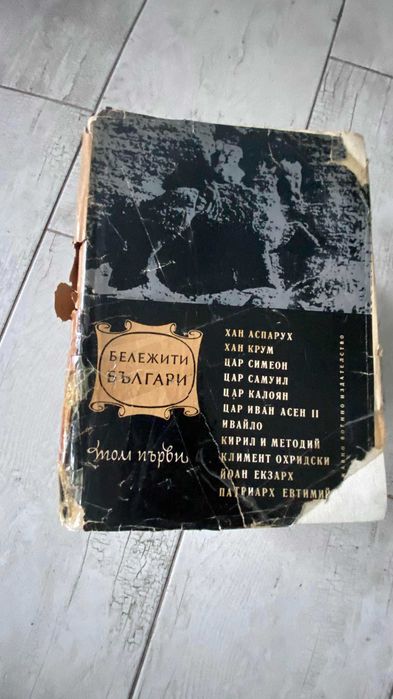 БЕЛЕЖИТИ
БЪЛГАРИ
том първи
ХАН АСПАРУХ
ХАН КРУМ
ЦАР СИМЕОН
ЦАР САМУИЛ
ЦАР КАЛОЯН
ЦАР ИВАН АСЕН II
ИВАЙЛО
КИРИЛ И МЕТОДИЙ
КЛИМЕНТ ОХРИДСКИ
ЙОАН ЕКЗАРХ
ПАТРИАРХ ЕВТИМИЙ
ВОЕННО ИЗДАТЕЛСТВО